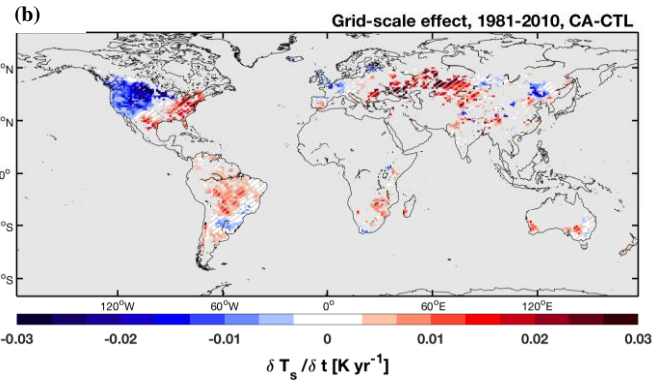 (b)
Grid-scale effect, 1981-2010, CA-CTL
°N
°N
0°
°S
°S
120°W 60°W 0° 60°E 120°E
-0.03 -0.02 -0.01 0 0.01 0.02 0.03
δ Ts /δ t [K yr-1]